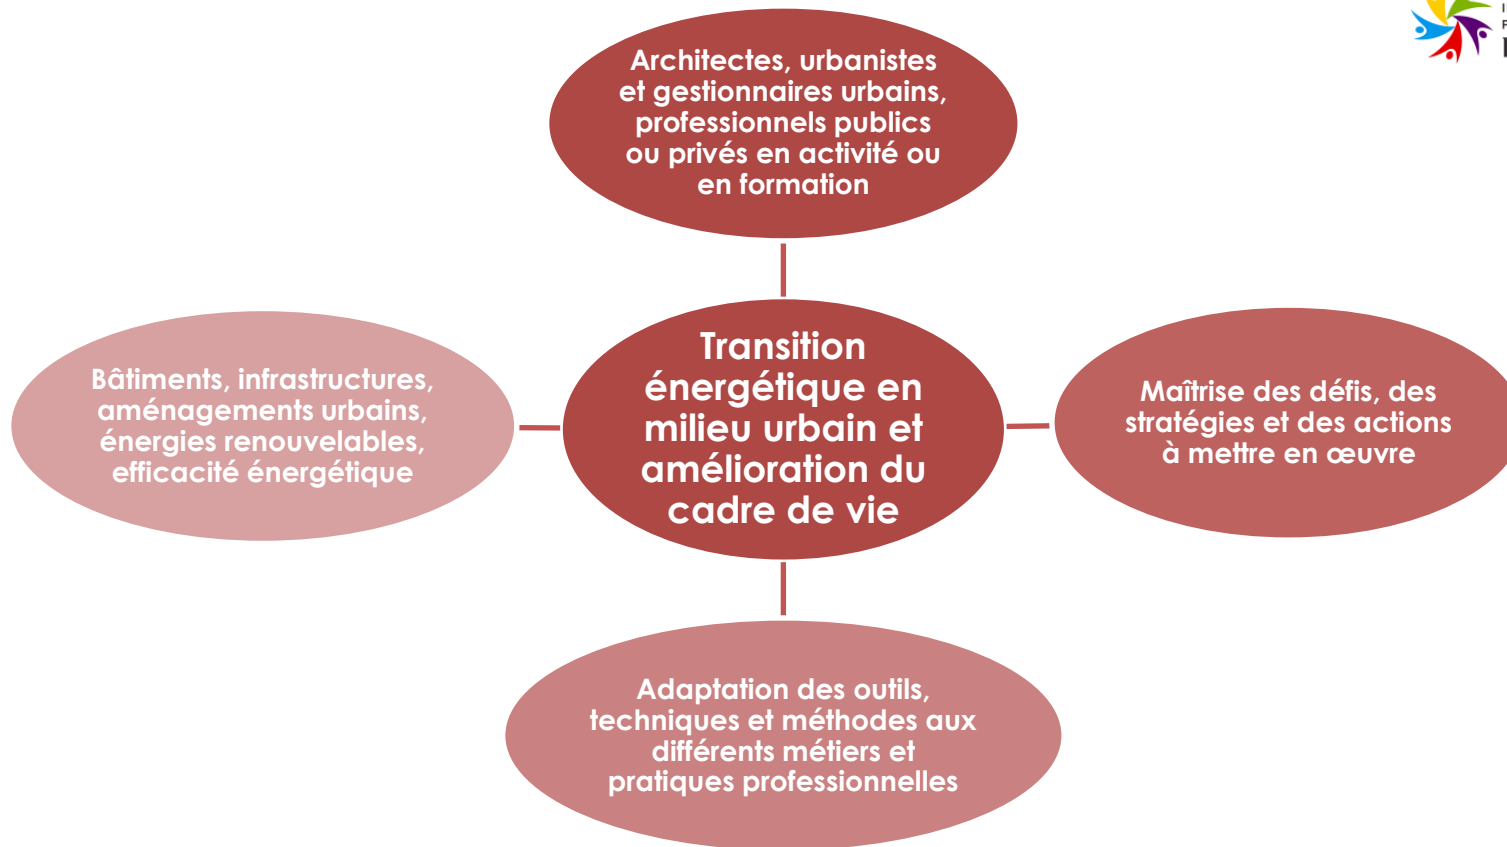 Architectes, urbanistes
et gestionnaires urbains,
professionnels publics
ou privés en activité ou
en formation
Bâtiments, infrastructures,
aménagements urbains,
énergies renouvelables,
efficacité énergétique
Transition
énergétique en
milieu urbain et
amélioration du
cadre de vie
Maîtrise des défis, des
stratégies et des actions
à mettre en œuvre
Adaptation des outils,
techniques et méthodes aux
différents métiers et
pratiques professionnelles